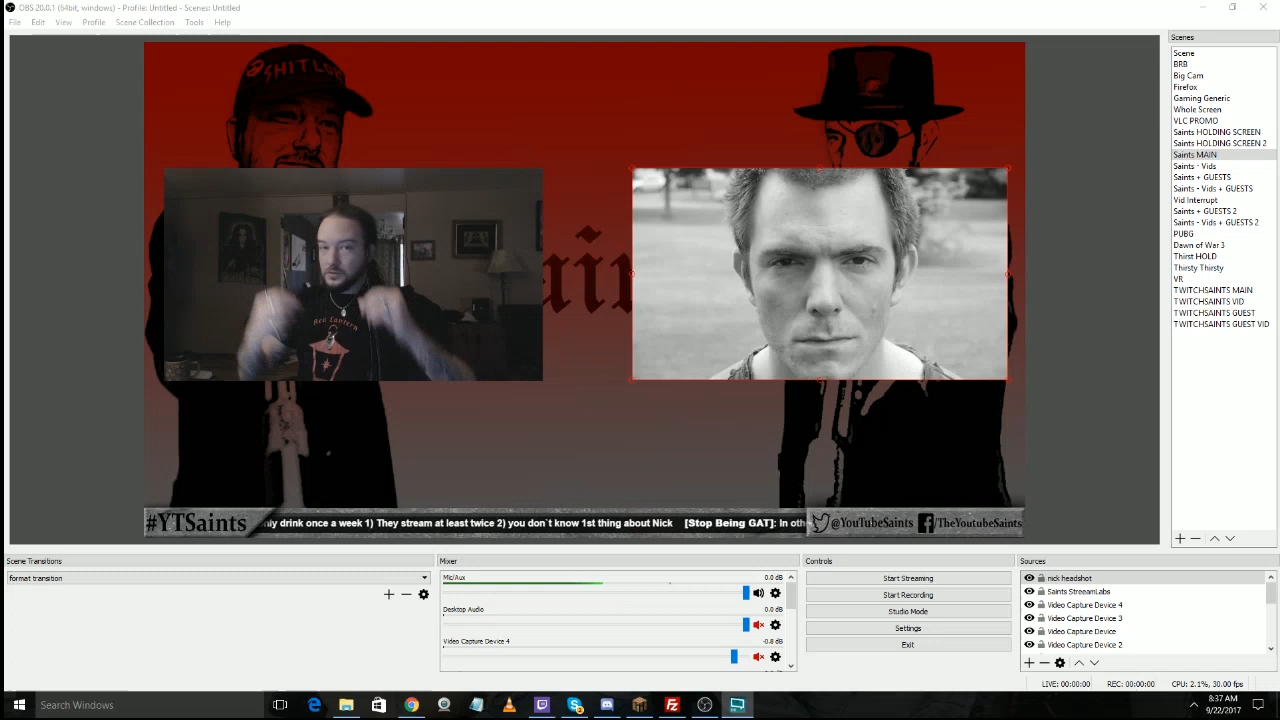 OBS 20.0.1 (64bit, windows) - Profile: Untitled - Scenes: Untitled
File Edit View Profile Scene Collection Tools Help
Scenes
Scene
BRB
Big Cam
Firefox
Gaming Generic
Whole Screen
VLC PROMO
Saints HOLDING SCREEN
Saints HOLDING SCREEN 2
Saints MAIN
Saints - Vids
Saints + GUESTS
Saints - Vids + GUESTS
Vid Interrupt
Saints + GUESTS 2
Saints - Vids + GUESTS 2
PUBG
Dawn of War 3
Thirst HOLD
Thirsty Thirsty
VR
TWITCHSAINTS MAIN
TWITCHSAINTS VID
TWITCHSAINTS GUEST
TWITCHSAINTS GUEST VID
Red Lantern
#YTSaints
drink once a week 1) They stream at least twice 2) you don`t know 1st thing about Nick [Stop Being GAT]: In
@YouTubeSaints /TheYoutubeSaints
Scene Transitions
format transition
Mixer
Mic/Aux 0.0 dB
Desktop Audio 0.0 dB
Video Capture Device 4 -0.8 dB
Controls
Start Streaming
Start Recording
Studio Mode
Settings
Exit
Sources
nick headshot
Saints StreeamLabs
Video Capture Device 4
Video Capture Device 3
Video Capture Device
Video Capture Device 2
LIVE: 00:00:00 REC: 00:00:00 CPU: 2.1%, 30.00 fps
Search Windows
8:37 AM
9/22/2017